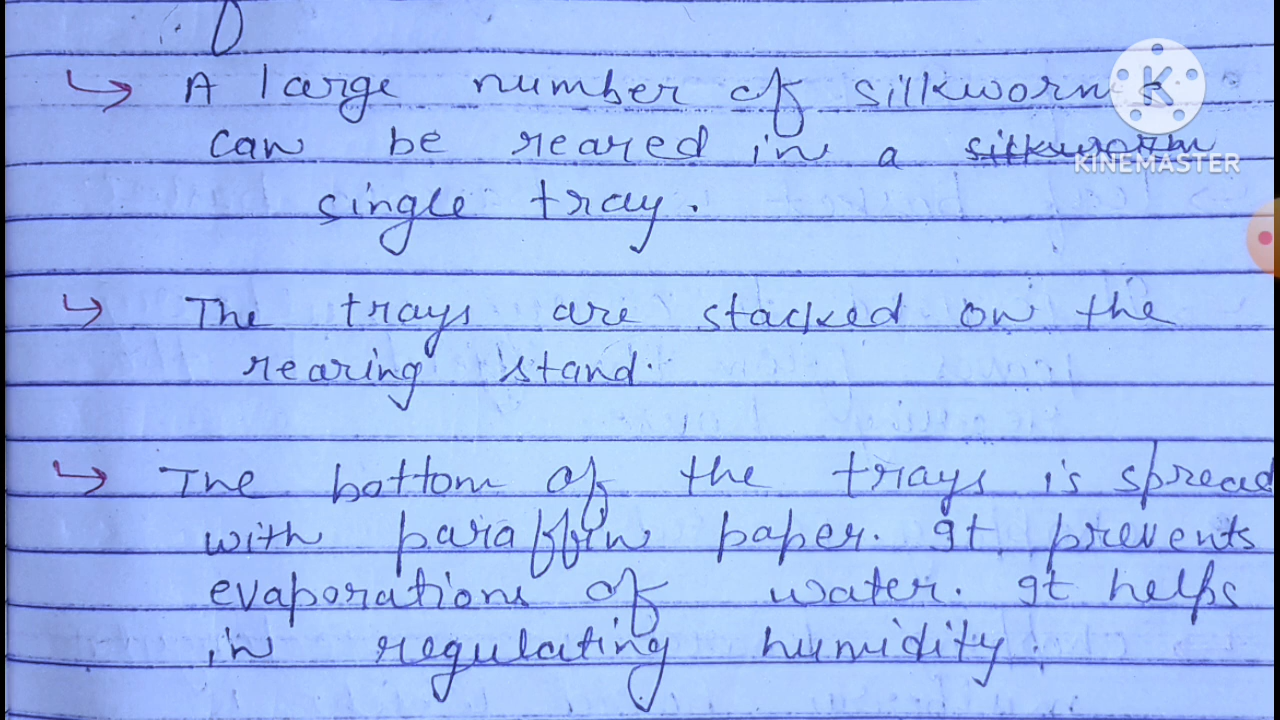 ↳ A large number of silkworms
can be reared in a ~~silkworm~~
single tray.
↳ The trays are stacked on the
rearing stand.
↳ The bottom of the trays is spread
with paraffin paper. It prevents
evaporations of water. It helps
in regulating humidity.
K
KINEMASTER